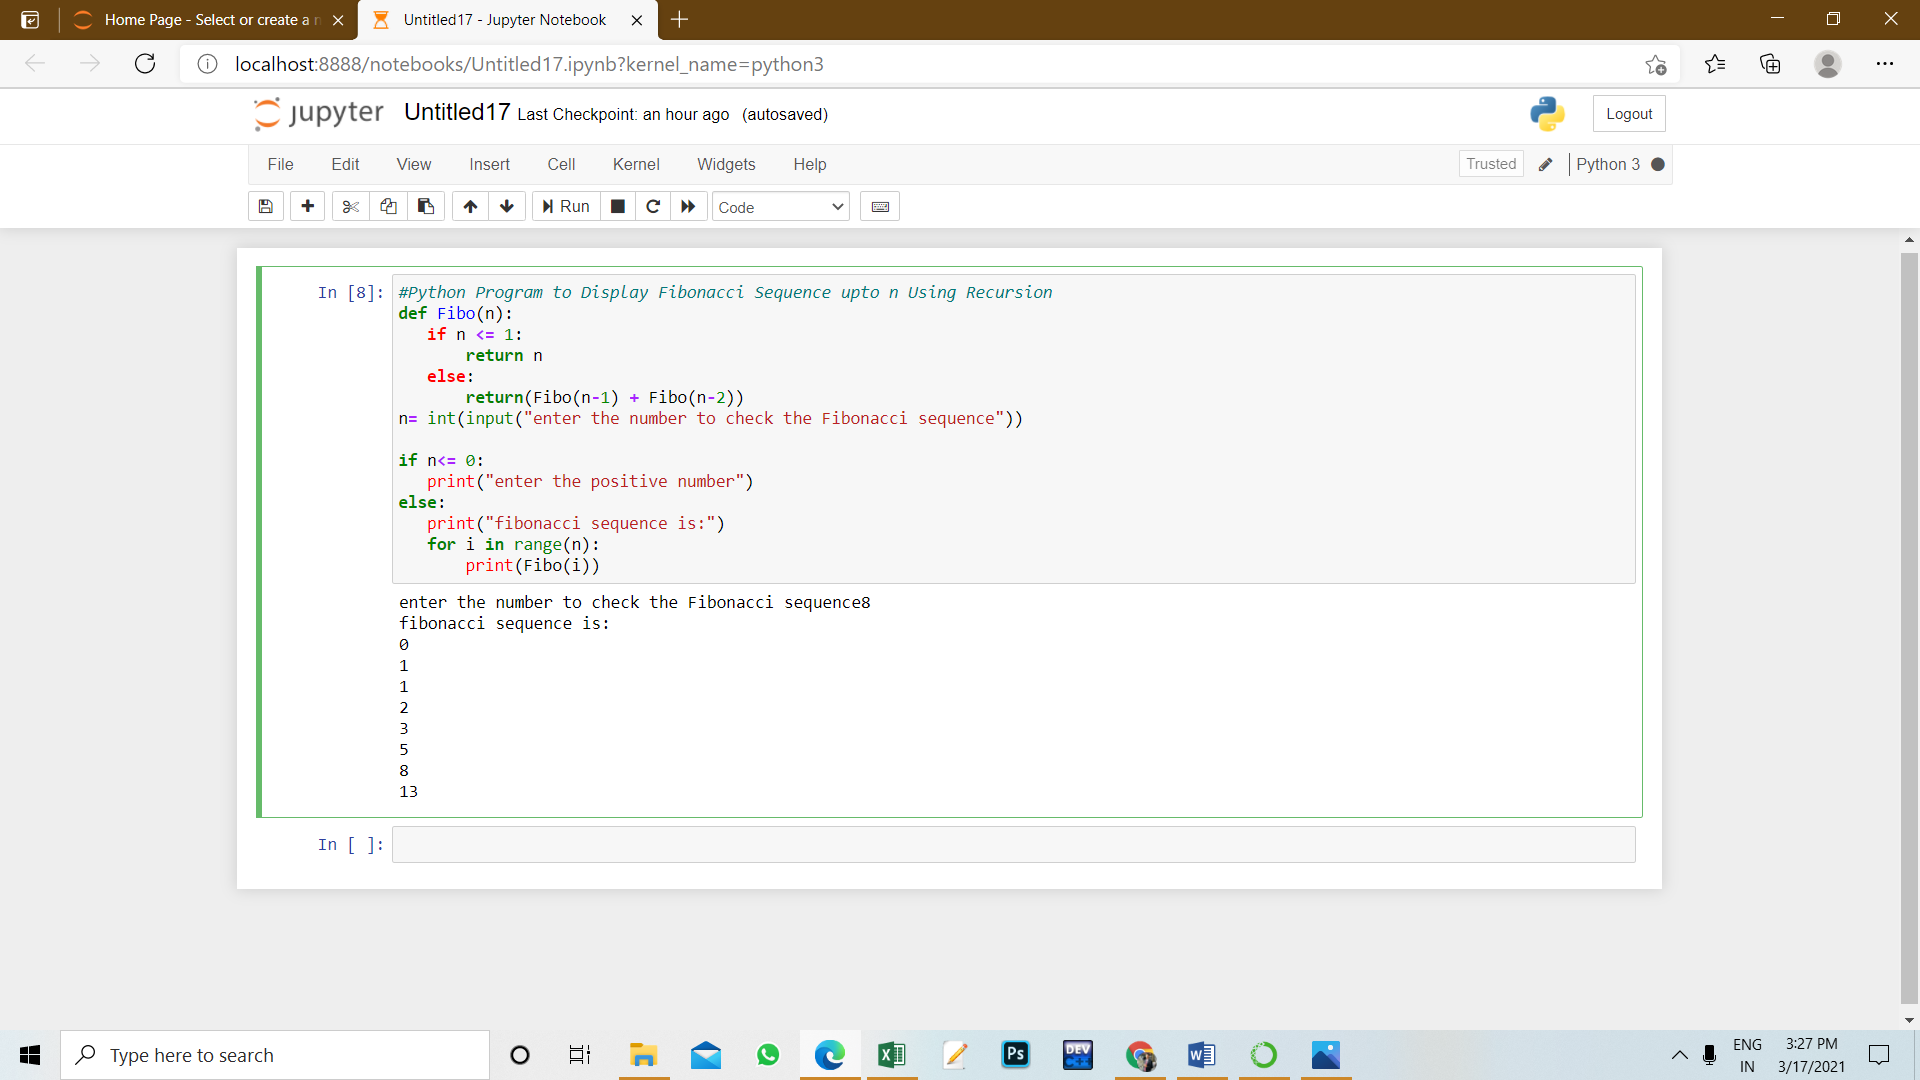 Home Page - Select or create a n
Untitled17 - Jupyter Notebook
localhost:8888/notebooks/Untitled17.ipynb?kernel_name=python3
jupyter Untitled17 Last Checkpoint: an hour ago (autosaved)
Logout
File Edit View Insert Cell Kernel Widgets Help
Trusted Python 3
Run Code
In [8]: #Python Program to Display Fibonacci Sequence upto n Using Recursion
def Fibo(n):
   if n <= 1:
       return n
   else:
       return(Fibo(n-1) + Fibo(n-2))
n= int(input("enter the number to check the Fibonacci sequence"))

if n<= 0:
   print("enter the positive number")
else:
   print("fibonacci sequence is:")
   for i in range(n):
       print(Fibo(i))
enter the number to check the Fibonacci sequence8
fibonacci sequence is:
0
1
1
2
3
5
8
13
In [ ]:
Type here to search
Ps
DEV
C++
ENG
IN
3:27 PM
3/17/2021